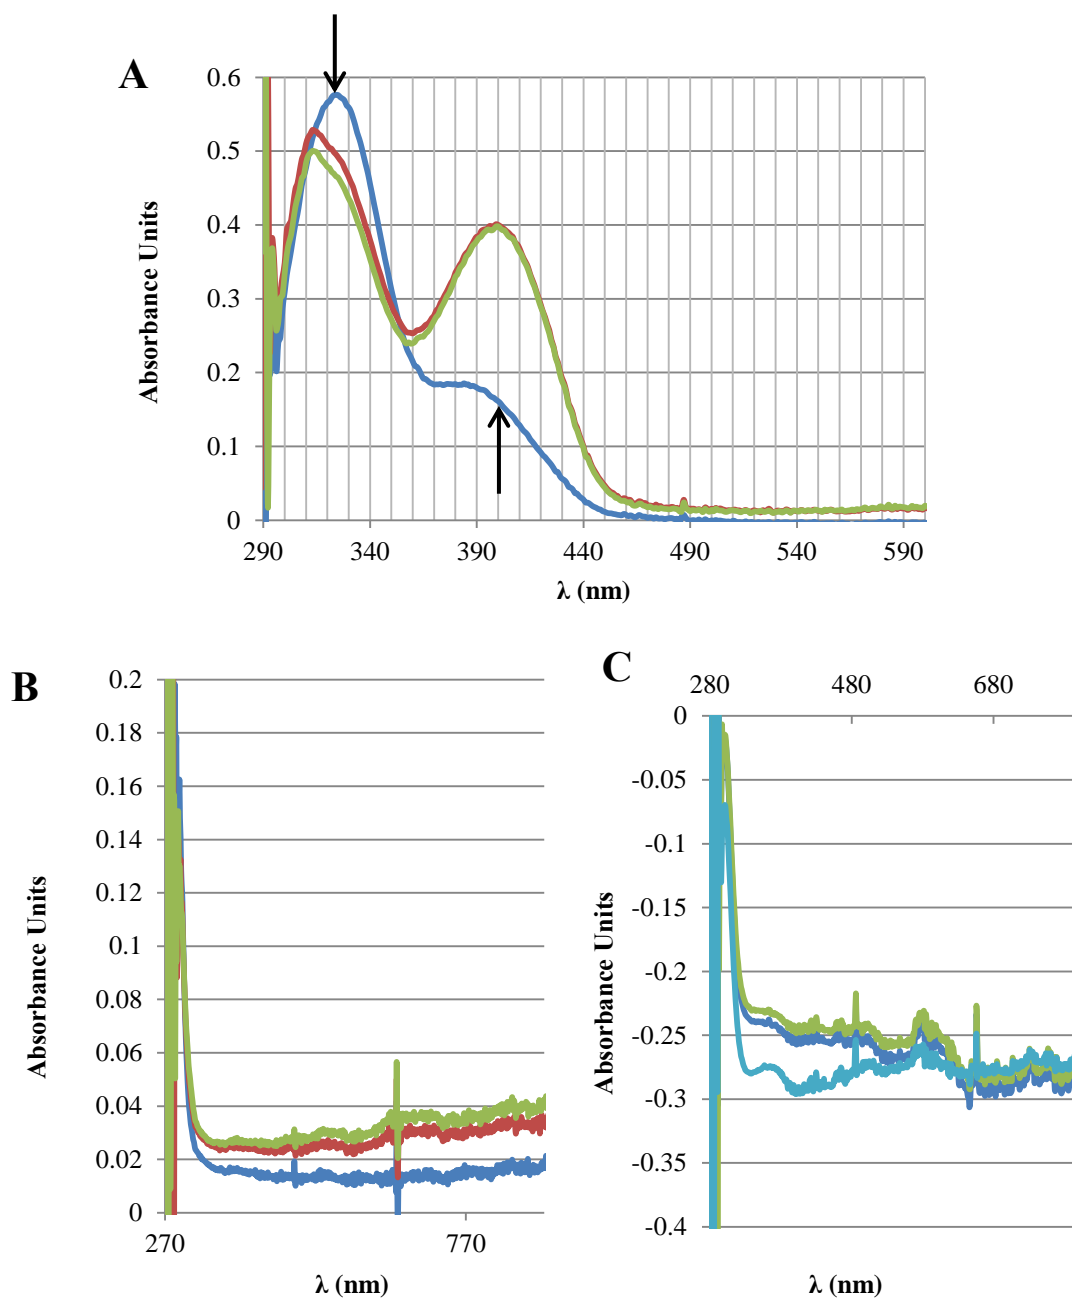 A
Absorbance Units
0.6
0.5
0.4
0.3
0.2
0.1
0
290 340 390 440 490 540 590
λ (nm)
B
Absorbance Units
0.2
0.18
0.16
0.14
0.12
0.1
0.08
0.06
0.04
0.02
0
270 770
λ (nm)
C
280 480 680
Absorbance Units
0
-0.05
-0.1
-0.15
-0.2
-0.25
-0.3
-0.35
-0.4
λ (nm)